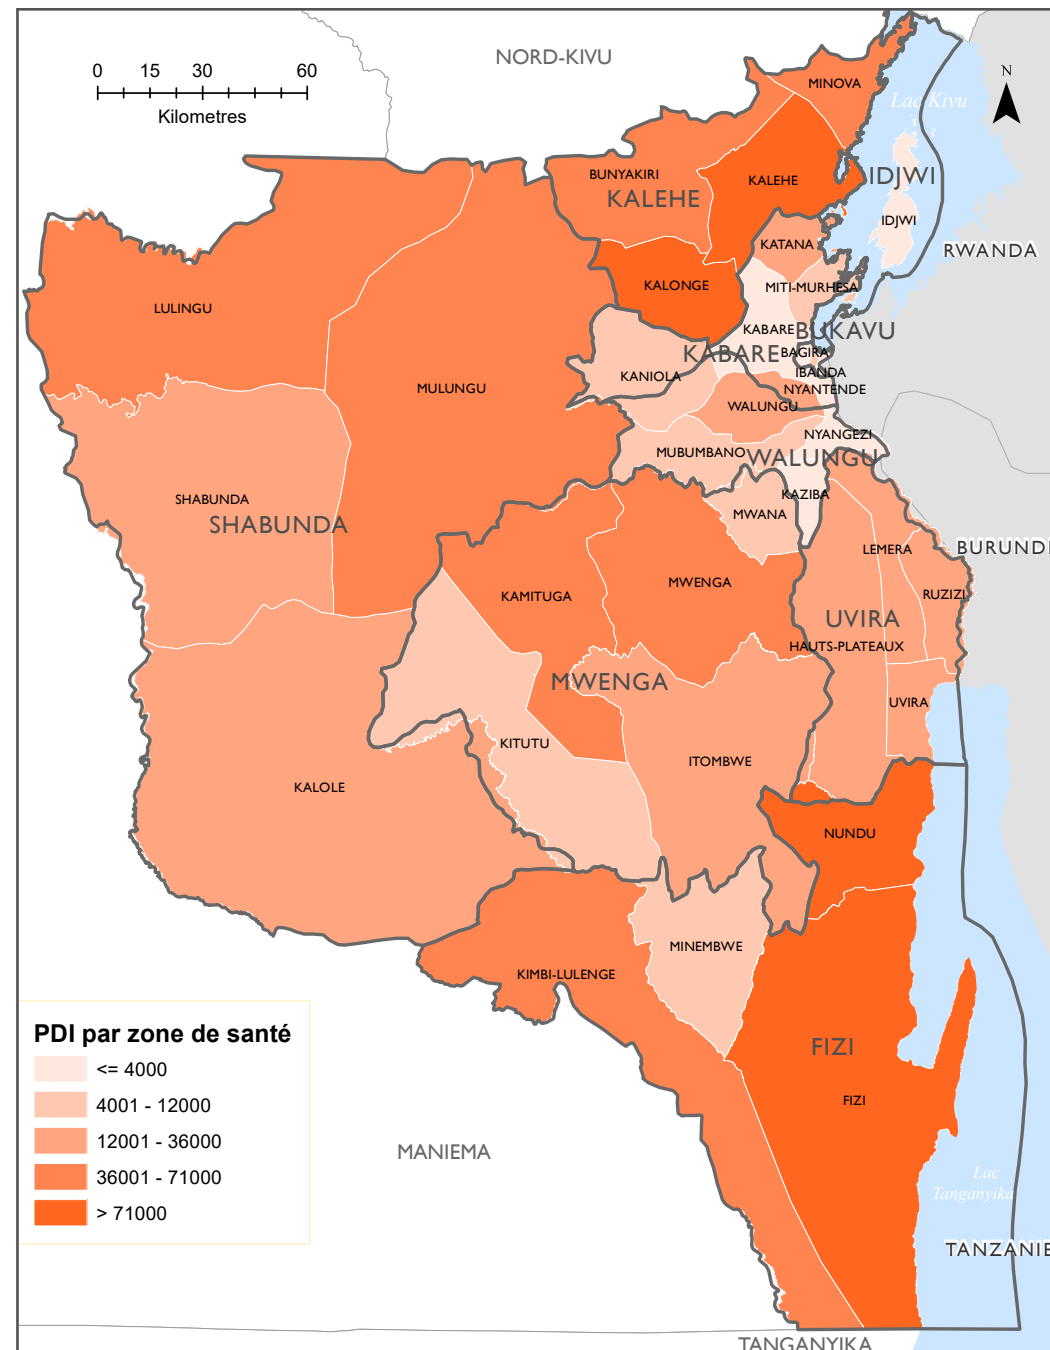 NORD-KIVU
0 15 30 60
Kilometres
N
MINOVA
Lac Kivu
BUNYAKIRI
KALEHE
KALEHE
IDJWI
IDJWI
KATANA
RWANDA
KALONGE
MITI-MURHESA
LULINGU
KABARE
BUKAVU
KABARE
BAGIRA
IBANDA
KANIOLA
NYANTENDE
MULUNGU
WALUNGU
NYANGEZI
MUBUMBANO
WALUNGU
KAZIBA
SHABUNDA
MWANA
SHABUNDA
LEMERA
BURUNDI
KAMITUGA
MWENGA
RUZIZI
UVIRA
HAUTS-PLATEAUX
MWENGA
UVIRA
KITUTU
ITOMBWE
KALOLE
NUNDU
MINEMBWE
KIMBI-LULENGE
PDI par zone de santé
<= 4000
4001 - 12000
12001 - 36000
36001 - 71000
> 71000
FIZI
FIZI
MANIEMA
Lac
Tanganyika
TANZANIE
TANGANYIKA